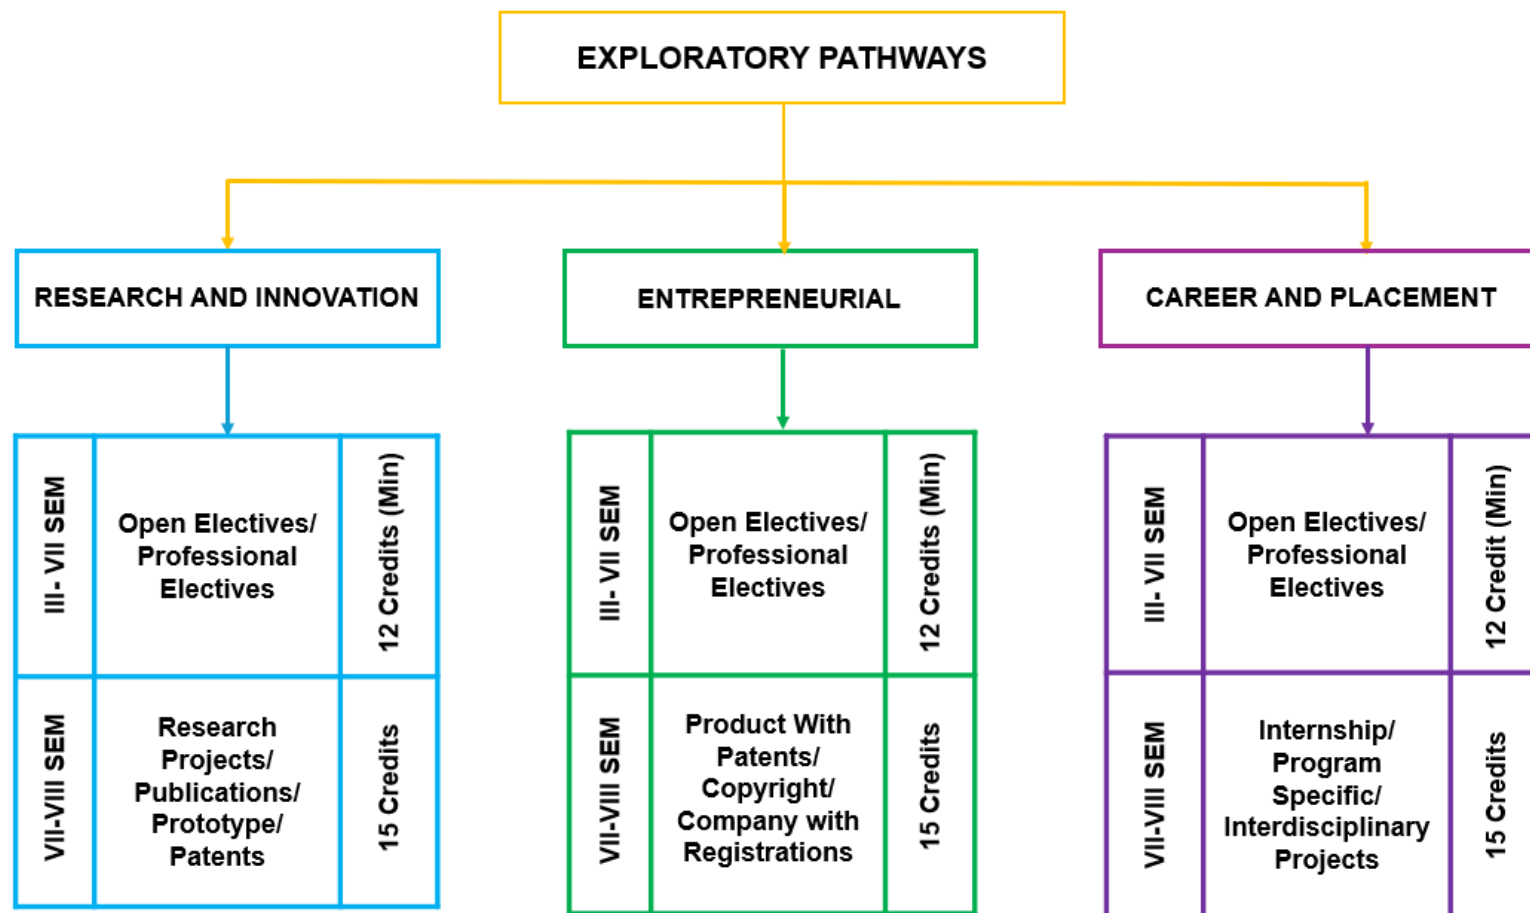 EXPLORATORY PATHWAYS
RESEARCH AND INNOVATION
ENTREPRENEURIAL
CAREER AND PLACEMENT
III- VII SEM
Open Electives/
Professional
Electives
12 Credits (Min)
VII-VIII SEM
Research
Projects/
Publications/
Prototype/
Patents
15 Credits
III- VII SEM
Open Electives/
Professional
Electives
12 Credits (Min)
VII-VIII SEM
Product With
Patents/
Copyright/
Company with
Registrations
15 Credits
III- VII SEM
Open Electives/
Professional
Electives
12 Credit (Min)
VII-VIII SEM
Internship/
Program
Specific/
Interdisciplinary
Projects
15 Credits